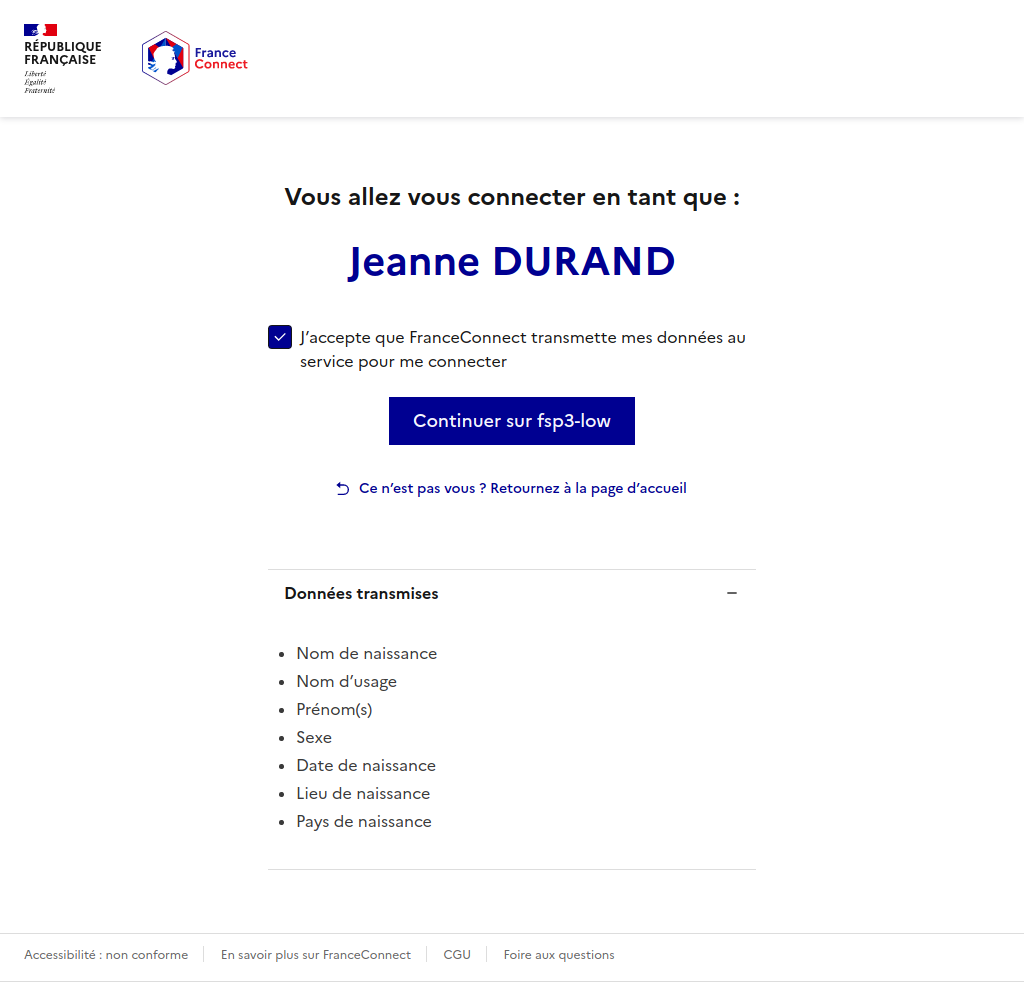 RÉPUBLIQUE
FRANÇAISE
Liberté
Égalité
Fraternité
France
Connect
Vous allez vous connecter en tant que :
Jeanne DURAND
J’accepte que FranceConnect transmette mes données au
service pour me connecter
Continuer sur fsp3-low
Ce n’est pas vous ? Retournez à la page d’accueil
Données transmises
Nom de naissance
Nom d’usage
Prénom(s)
Sexe
Date de naissance
Lieu de naissance
Pays de naissance
Accessibilité : non conforme
En savoir plus sur FranceConnect
CGU
Foire aux questions